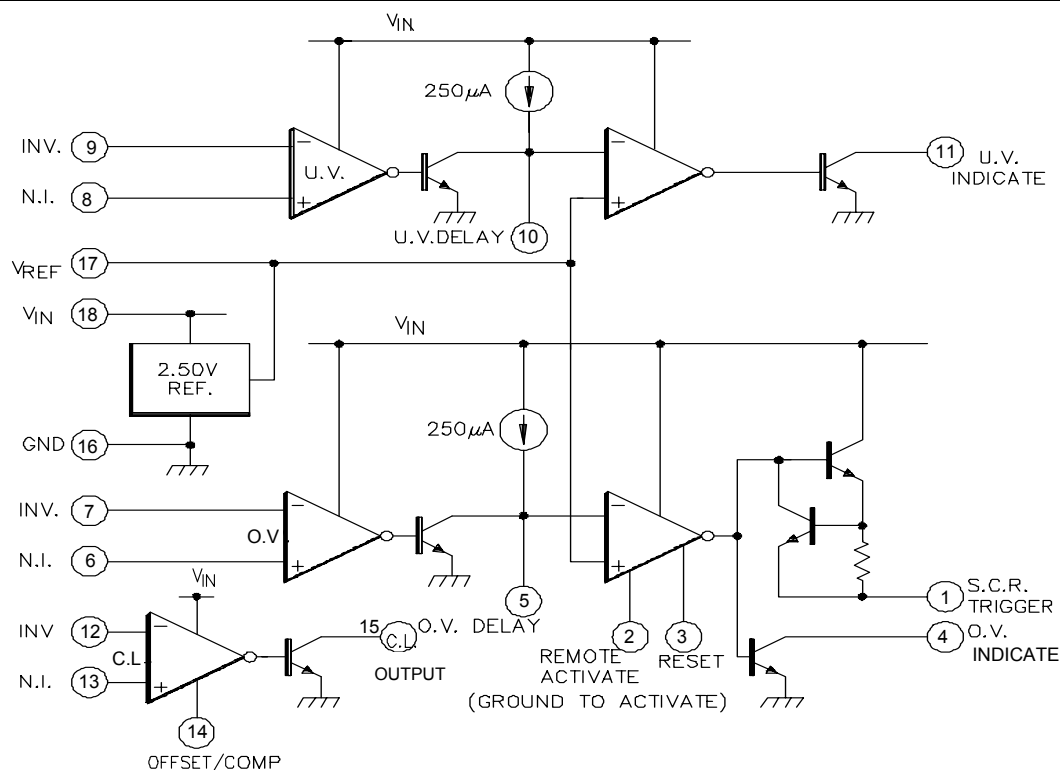 VIN
250µA
INV. 9
U.V.
11 U.V.
INDICATE
N.I. 8
U.V.DELAY 10
VREF 17
VIN 18
VIN
2.50V
REF.
250µA
GND 16
INV. 7
O.V
N.I. 6
VIN
5
1 S.C.R.
TRIGGER
INV 12
15 C.L.
OUTPUT
O.V. DELAY
2
3
4 O.V.
INDICATE
C.L.
REMOTE
ACTIVATE
(GROUND TO ACTIVATE)
RESET
N.I. 13
14
OFFSET/COMP
− + − + − + − + − +